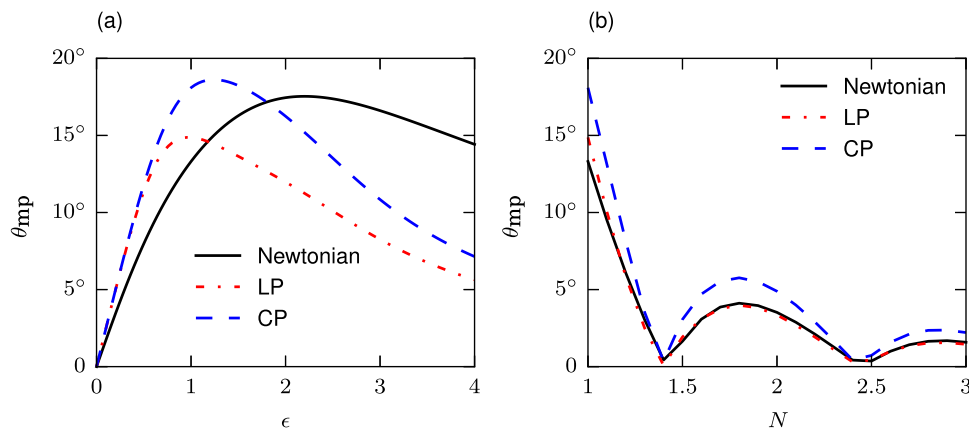 (a)
20°
15°
10°
5°
0
θmp
Newtonian
LP
CP
0 1 2 3 4
ϵ
(b)
20°
15°
10°
5°
0
θmp
Newtonian
LP
CP
1 1.5 2 2.5 3
N